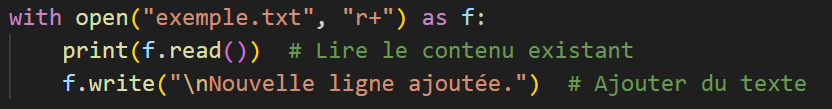 with open("exemple.txt", "r+") as f:
    print(f.read())  # Lire le contenu existant
    f.write("\nNouvelle ligne ajoutée.")  # Ajouter du texte